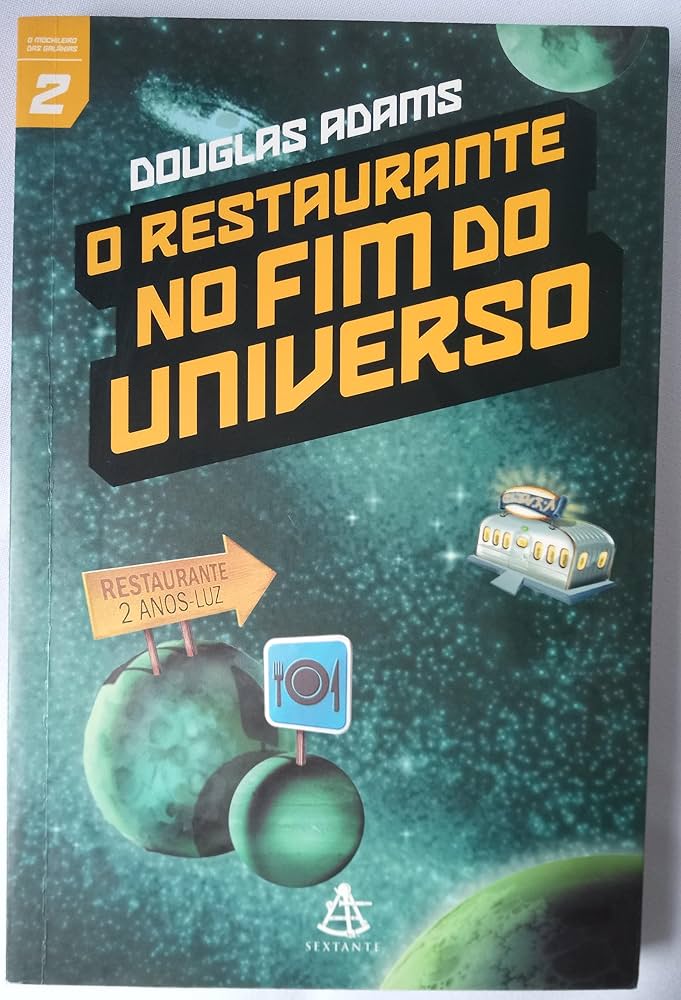 O MOCHILEIRO
DAS GALÁXIAS
2
DOUGLAS ADAMS
O RESTAURANTE
NO FIM DO
UNIVERSO
RESTAURANTE
2 ANOS-LUZ
SEXTANTE